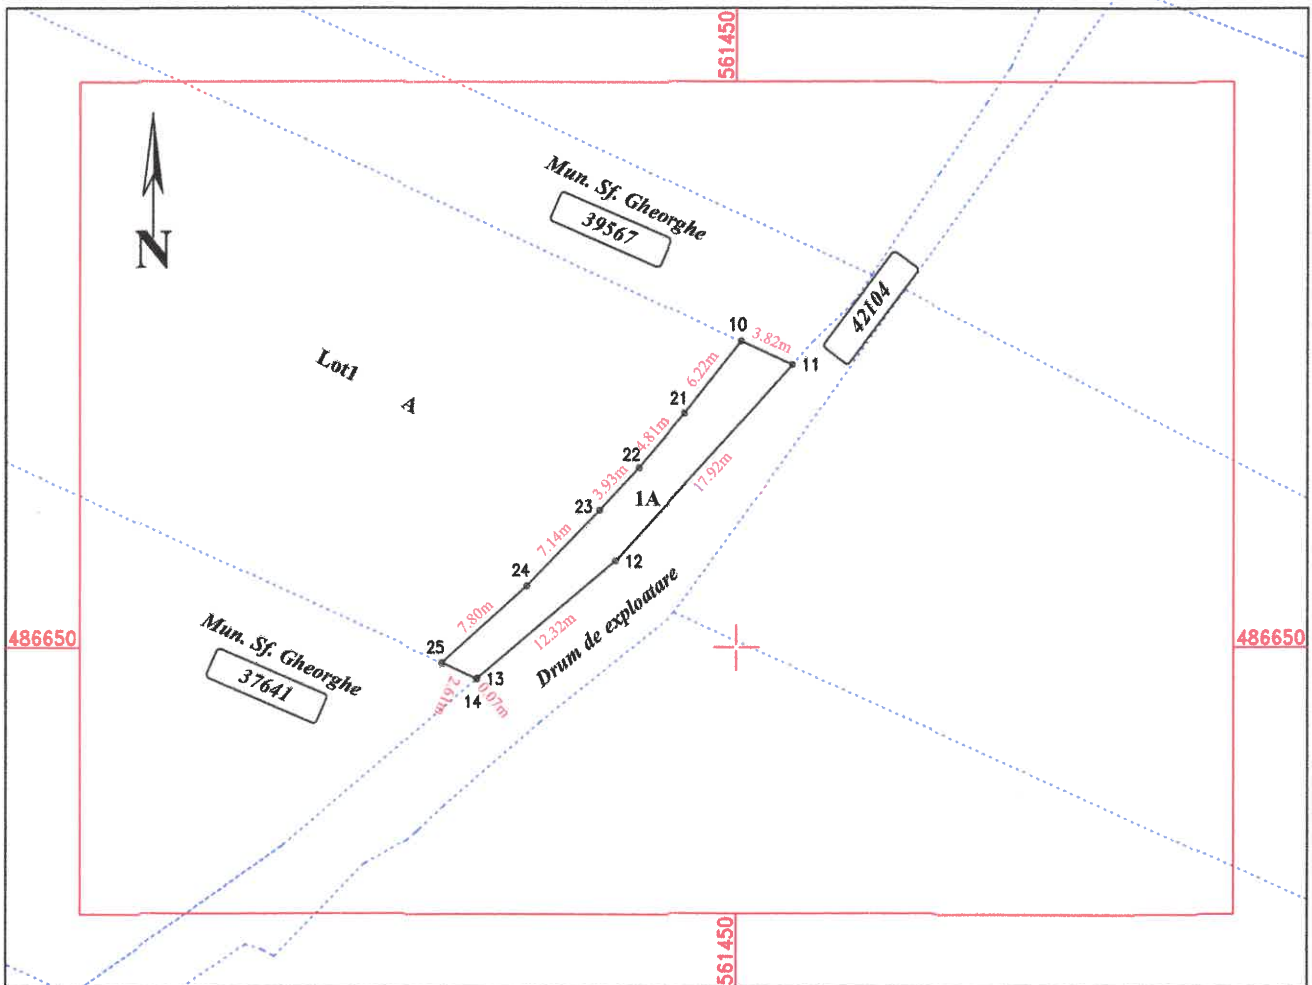 561450
Mun. Sf. Gheorghe
39567
N
42104
10
3.82m
11
Lot1
6.22m
A
21
4.81m
22
17.92m
3.93m
1A
23
7.14m
12
24
Drum de exploatare
7.80m
12.32m
Mun. Sf. Gheorghe
486650
486650
25
37641
13
2.61m
0.07m
14
561450